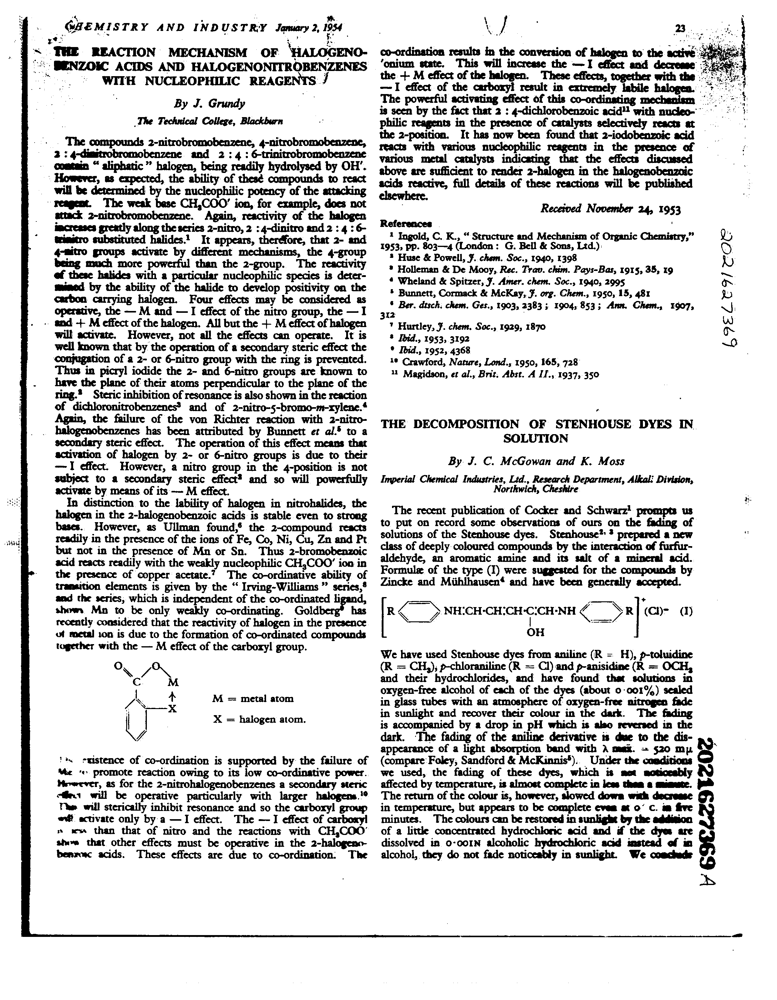 CHEMISTRY AND INDUSTRY January 2, 1954
23
THE REACTION MECHANISM OF HALOGENO-
BENZOIC ACIDS AND HALOGENONITROBENZENES
WITH NUCLEOPHILIC REAGENTS
By J. Grundy
The Technical College, Blackburn
The compounds 2-nitrobromobenzene, 4-nitrobromobenzene,
2 : 4-dinitrobromobenzene and 2 : 4 : 6-trinitrobromobenzene
contain " aliphatic " halogen, being readily hydrolysed by OH′.
However, as expected, the ability of these compounds to react
will be determined by the nucleophilic potency of the attacking
reagent. The weak base CH₃COO′ ion, for example, does not
attack 2-nitrobromobenzene. Again, reactivity of the halogen
increases greatly along the series 2-nitro, 2 : 4-dinitro and 2 : 4 : 6-
trinitro substituted halides.¹ It appears, therefore, that 2- and
4-nitro groups activate by different mechanisms, the 4-group
being much more powerful than the 2-group. The reactivity
of these halides with a particular nucleophilic species is deter-
mined by the ability of the halide to develop positivity on the
carbon carrying halogen. Four effects may be considered as
operative, the — M and — I effect of the nitro group, the — I
and + M effect of the halogen. All but the + M effect of halogen
will activate. However, not all the effects can operate. It is
well known that by the operation of a secondary steric effect the
conjugation of a 2- or 6-nitro group with the ring is prevented.
Thus in picryl iodide the 2- and 6-nitro groups are known to
have the plane of their atoms perpendicular to the plane of the
ring.² Steric inhibition of resonance is also shown in the reaction
of dichloronitrobenzenes³ and of 2-nitro-5-bromo-m-xylene.⁴
Again, the failure of the von Richter reaction with 2-nitro-
halogenobenzenes has been attributed by Bunnett et al.⁵ to a
secondary steric effect. The operation of this effect means that
activation of halogen by 2- or 6-nitro groups is due to their
— I effect. However, a nitro group in the 4-position is not
subject to a secondary steric effect² and so will powerfully
activate by means of its — M effect.
In distinction to the lability of halogen in nitrohalides, the
halogen in the 2-halogenobenzoic acids is stable even to strong
bases. However, as Ullman found,⁶ the 2-compound reacts
readily in the presence of the ions of Fe, Co, Ni, Cu, Zn and Pt
but not in the presence of Mn or Sn. Thus 2-bromobenzoic
acid reacts readily with the weakly nucleophilic CH₃COO′ ion in
the presence of copper acetate.⁷ The co-ordinative ability of
transition elements is given by the " Irving-Williams " series,⁸
and the series, which is independent of the co-ordinated ligand,
shows Mn to be only weakly co-ordinating. Goldberg⁹ has
recently considered that the reactivity of halogen in the presence
of metal ion is due to the formation of co-ordinated compounds
together with the — M effect of the carboxyl group.
O O
C M
X
M = metal atom
X = halogen atom.
existence of co-ordination is supported by the failure of
promote reaction owing to its low co-ordinative power.
However, as for the 2-nitrohalogenobenzenes a secondary steric
effect will be operative particularly with larger halogens.¹⁰
This will sterically inhibit resonance and so the carboxyl group
will activate only by a — I effect. The — I effect of carboxyl
is less than that of nitro and the reactions with CH₃COO′
show that other effects must be operative in the 2-halogeno-
benzoic acids. These effects are due to co-ordination. The
co-ordination results in the conversion of halogen to the active
'onium state. This will increase the — I effect and decrease
the + M effect of the halogen. These effects, together with the
— I effect of the carboxyl result in extremely labile halogen.
The powerful activating effect of this co-ordinating mechanism
is seen by the fact that 2 : 4-dichlorobenzoic acid¹¹ with nucleo-
philic reagents in the presence of catalysts selectively reacts at
the 2-position. It has now been found that 2-iodobenzoic acid
reacts with various nucleophilic reagents in the presence of
various metal catalysts indicating that the effects discussed
above are sufficient to render 2-halogen in the halogenobenzoic
acids reactive, full details of these reactions will be published
elsewhere.
Received November 24, 1953
References
¹ Ingold, C. K., " Structure and Mechanism of Organic Chemistry,"
1953, pp. 803—4 (London : G. Bell & Sons, Ltd.)
² Huse & Powell, J. chem. Soc., 1940, 1398
³ Holleman & De Mooy, Rec. Trav. chim. Pays-Bas, 1915, 35, 19
⁴ Wheland & Spitzer, J. Amer. chem. Soc., 1940, 2995
⁵ Bunnett, Cormack & McKay, J. org. Chem., 1950, 15, 481
⁶ Ber. dtsch. chem. Ges., 1903, 2383 ; 1904, 853 ; Ann. Chem., 1907,
312
⁷ Hurtley, J. chem. Soc., 1929, 1870
⁸ Ibid., 1953, 3192
⁹ Ibid., 1952, 4368
¹⁰ Crawford, Nature, Lond., 1950, 165, 728
¹¹ Magidson, et al., Brit. Abst. A II., 1937, 350
THE DECOMPOSITION OF STENHOUSE DYES IN
SOLUTION
By J. C. McGowan and K. Moss
Imperial Chemical Industries, Ltd., Research Department, Alkali Division,
Northwich, Cheshire
The recent publication of Cocker and Schwarz¹ prompts us
to put on record some observations of ours on the fading of
solutions of the Stenhouse dyes. Stenhouse²·³ prepared a new
class of deeply coloured compounds by the interaction of furfur-
aldehyde, an aromatic amine and its salt of a mineral acid.
Formulæ of the type (I) were suggested for the compounds by
Zincke and Mühlhausen⁴ and have been generally accepted.
[R NH:CH·CH:CH·C:CH·NH R]⁺ (Cl)⁻ (I)
OH
We have used Stenhouse dyes from aniline (R = H), p-toluidine
(R = CH₃), p-chloraniline (R = Cl) and p-anisidine (R = OCH₃
and their hydrochlorides, and have found that solutions in
oxygen-free alcohol of each of the dyes (about 0·001%) sealed
in glass tubes with an atmosphere of oxygen-free nitrogen fade
in sunlight and recover their colour in the dark. The fading
is accompanied by a drop in pH which is also reversed in the
dark. The fading of the aniline derivative is due to the dis-
appearance of a light absorption band with λ max. = 520 mμ
(compare Foley, Sandford & McKinnis⁵). Under the conditions
we used, the fading of these dyes, which is not noticeably
affected by temperature, is almost complete in less than a minute.
The return of the colour is, however, slowed down with decrease
in temperature, but appears to be complete even at 0° C. in five
minutes. The colours can be restored in sunlight by the addition
of a little concentrated hydrochloric acid and if the dyes are
dissolved in 0·001N alcoholic hydrochloric acid instead of in
alcohol, they do not fade noticeably in sunlight. We conclude
2021627369
2021627369 A